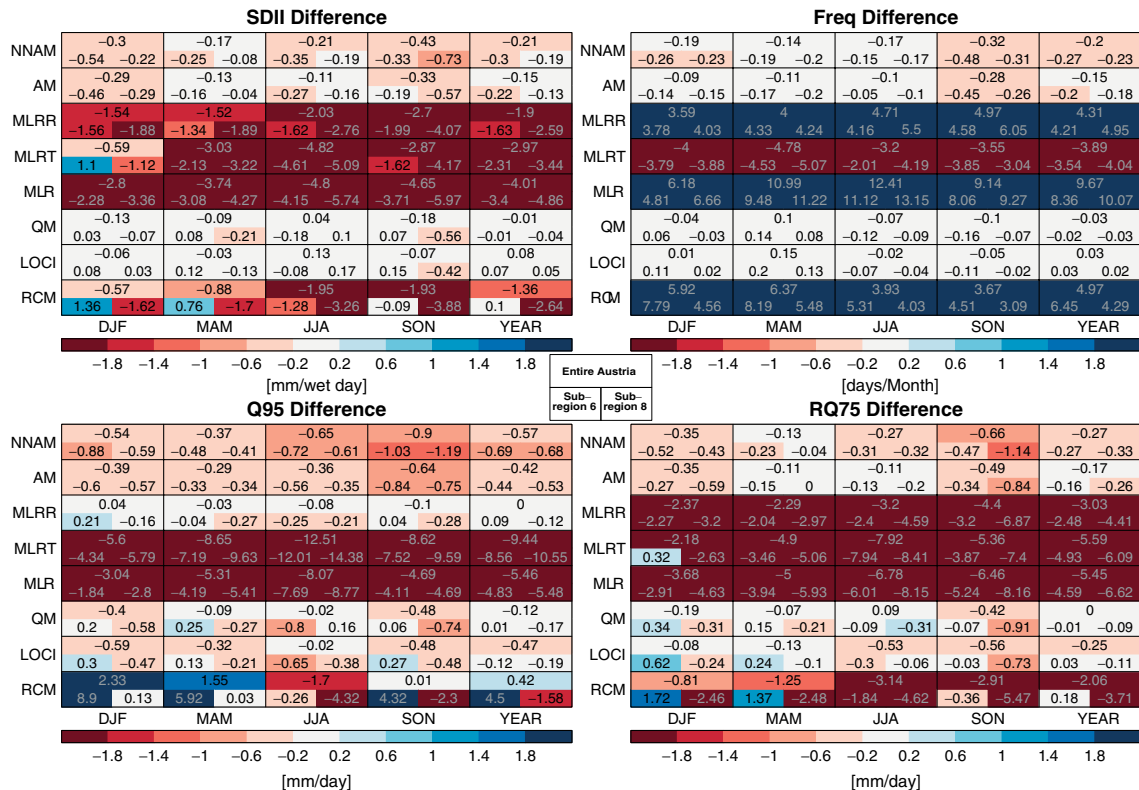 SDII Difference
NNAM
−0.3 −0.17 −0.21 −0.43 −0.21
−0.54 −0.22 −0.25 −0.08 −0.35 −0.19 −0.33 −0.73 −0.3 −0.19
AM
−0.29 −0.13 −0.11 −0.33 −0.15
−0.46 −0.29 −0.16 −0.04 −0.27 −0.16 −0.19 −0.57 −0.22 −0.13
MLRR
−1.54 −1.52 −2.03 −2.7 −1.9
−1.56 −1.88 −1.34 −1.89 −1.62 −2.76 −1.99 −4.07 −1.63 −2.59
MLRT
−0.59 −3.03 −4.82 −2.87 −2.97
1.1 −1.12 −2.13 −3.22 −4.61 −5.09 −1.62 −4.17 −2.31 −3.44
MLR
−2.8 −3.74 −4.8 −4.65 −4.01
−2.28 −3.36 −3.08 −4.27 −4.15 −5.74 −3.71 −5.97 −3.4 −4.86
QM
−0.13 −0.09 0.04 −0.18 −0.01
0.03 −0.07 0.08 −0.21 −0.18 0.1 0.07 −0.56 −0.01 −0.04
LOCI
−0.06 −0.03 0.13 −0.07 0.08
0.08 0.03 0.12 −0.13 −0.08 0.17 0.15 −0.42 0.07 0.05
RCM
−0.57 −0.88 −1.95 −1.93 −1.36
1.36 −1.62 0.76 −1.7 −1.28 −3.26 −0.09 −3.88 0.1 −2.64
DJF MAM JJA SON YEAR
−1.8 −1.4 −1 −0.6 −0.2 0.2 0.6 1 1.4 1.8
[mm/wet day]
Freq Difference
NNAM
−0.19 −0.14 −0.17 −0.32 −0.2
−0.26 −0.23 −0.19 −0.2 −0.15 −0.17 −0.48 −0.31 −0.27 −0.23
AM
−0.09 −0.11 −0.1 −0.28 −0.15
−0.14 −0.15 −0.17 −0.1 −0.05 −0.1 −0.45 −0.26 −0.2 −0.18
MLRR
3.59 4 4.71 4.97 4.31
3.78 4.03 4.33 4.24 4.16 5.5 4.58 6.05 4.21 4.95
MLRT
−4 −4.78 −3.2 −3.55 −3.89
−3.79 −3.88 −4.53 −5.07 −2.01 −4.19 −3.85 −3.04 −3.54 −4.04
MLR
6.18 10.99 12.41 9.14 9.67
4.81 6.66 9.48 11.22 11.12 13.15 8.06 9.27 8.36 10.07
QM
−0.04 0.1 −0.07 −0.1 −0.03
0.06 −0.03 0.14 0.08 −0.12 −0.09 −0.16 −0.07 −0.02 −0.03
LOCI
0.01 0.15 −0.02 −0.05 0.03
0.11 0.02 0.2 0.13 −0.07 −0.04 −0.11 −0.02 0.03 0.02
RCM
5.92 6.37 3.93 3.67 4.97
7.79 4.56 8.19 5.48 5.31 4.03 4.51 3.09 6.45 4.29
DJF MAM JJA SON YEAR
−1.8 −1.4 −1 −0.6 −0.2 0.2 0.6 1 1.4 1.8
[days/Month]
Entire Austria
Sub− region 6
Sub− region 8
Q95 Difference
NNAM
−0.54 −0.37 −0.65 −0.9 −0.57
−0.88 −0.59 −0.48 −0.41 −0.72 −0.61 −1.03 −1.19 −0.69 −0.68
AM
−0.39 −0.29 −0.36 −0.64 −0.42
−0.6 −0.57 −0.33 −0.34 −0.56 −0.35 −0.84 −0.75 −0.44 −0.53
MLRR
0.04 −0.03 −0.08 −0.1 0
0.21 −0.16 −0.04 −0.27 −0.25 −0.21 0.04 −0.28 0.09 −0.12
MLRT
−5.6 −8.65 −12.51 −8.62 −9.44
−4.34 −5.79 −7.19 −9.63 −12.01 −14.38 −7.52 −9.59 −8.56 −10.55
MLR
−3.04 −5.31 −8.07 −4.69 −5.46
−1.84 −2.8 −4.19 −5.41 −7.69 −8.77 −4.11 −4.69 −4.83 −5.48
QM
−0.4 −0.09 −0.02 −0.48 −0.12
0.2 −0.58 0.25 −0.27 −0.8 0.16 0.06 −0.74 0.01 −0.17
LOCI
−0.59 −0.32 −0.02 −0.48 −0.47
0.3 −0.47 0.13 −0.21 −0.65 −0.38 0.27 −0.48 −0.12 −0.19
RCM
2.33 1.55 −1.7 0.01 0.42
8.9 0.13 5.92 0.03 −0.26 −4.32 4.32 −2.3 4.5 −1.58
DJF MAM JJA SON YEAR
−1.8 −1.4 −1 −0.6 −0.2 0.2 0.6 1 1.4 1.8
[mm/day]
RQ75 Difference
NNAM
−0.35 −0.13 −0.27 −0.66 −0.27
−0.52 −0.43 −0.23 −0.04 −0.31 −0.32 −0.47 −1.14 −0.27 −0.33
AM
−0.35 −0.11 −0.11 −0.49 −0.17
−0.27 −0.59 −0.15 0 −0.13 −0.2 −0.34 −0.84 −0.16 −0.26
MLRR
−2.37 −2.29 −3.2 −4.4 −3.03
−2.27 −3.2 −2.04 −2.97 −2.4 −4.59 −3.2 −6.87 −2.48 −4.41
MLRT
−2.18 −4.9 −7.92 −5.36 −5.59
0.32 −2.63 −3.46 −5.06 −7.94 −8.41 −3.87 −7.4 −4.93 −6.09
MLR
−3.68 −5 −6.78 −6.46 −5.45
−2.91 −4.63 −3.94 −5.93 −6.01 −8.15 −5.24 −8.16 −4.59 −6.62
QM
−0.19 −0.07 0.09 −0.42 0
0.34 −0.31 0.15 −0.21 −0.09 −0.31 −0.07 −0.91 −0.01 −0.09
LOCI
−0.08 −0.13 −0.53 −0.56 −0.25
0.62 −0.24 0.24 −0.1 −0.3 −0.06 −0.03 −0.73 0.03 −0.11
RCM
−0.81 −1.25 −3.14 −2.91 −2.06
1.72 −2.46 1.37 −2.48 −1.84 −4.62 −0.36 −5.47 0.18 −3.71
DJF MAM JJA SON YEAR
−1.8 −1.4 −1 −0.6 −0.2 0.2 0.6 1 1.4 1.8
[mm/day]